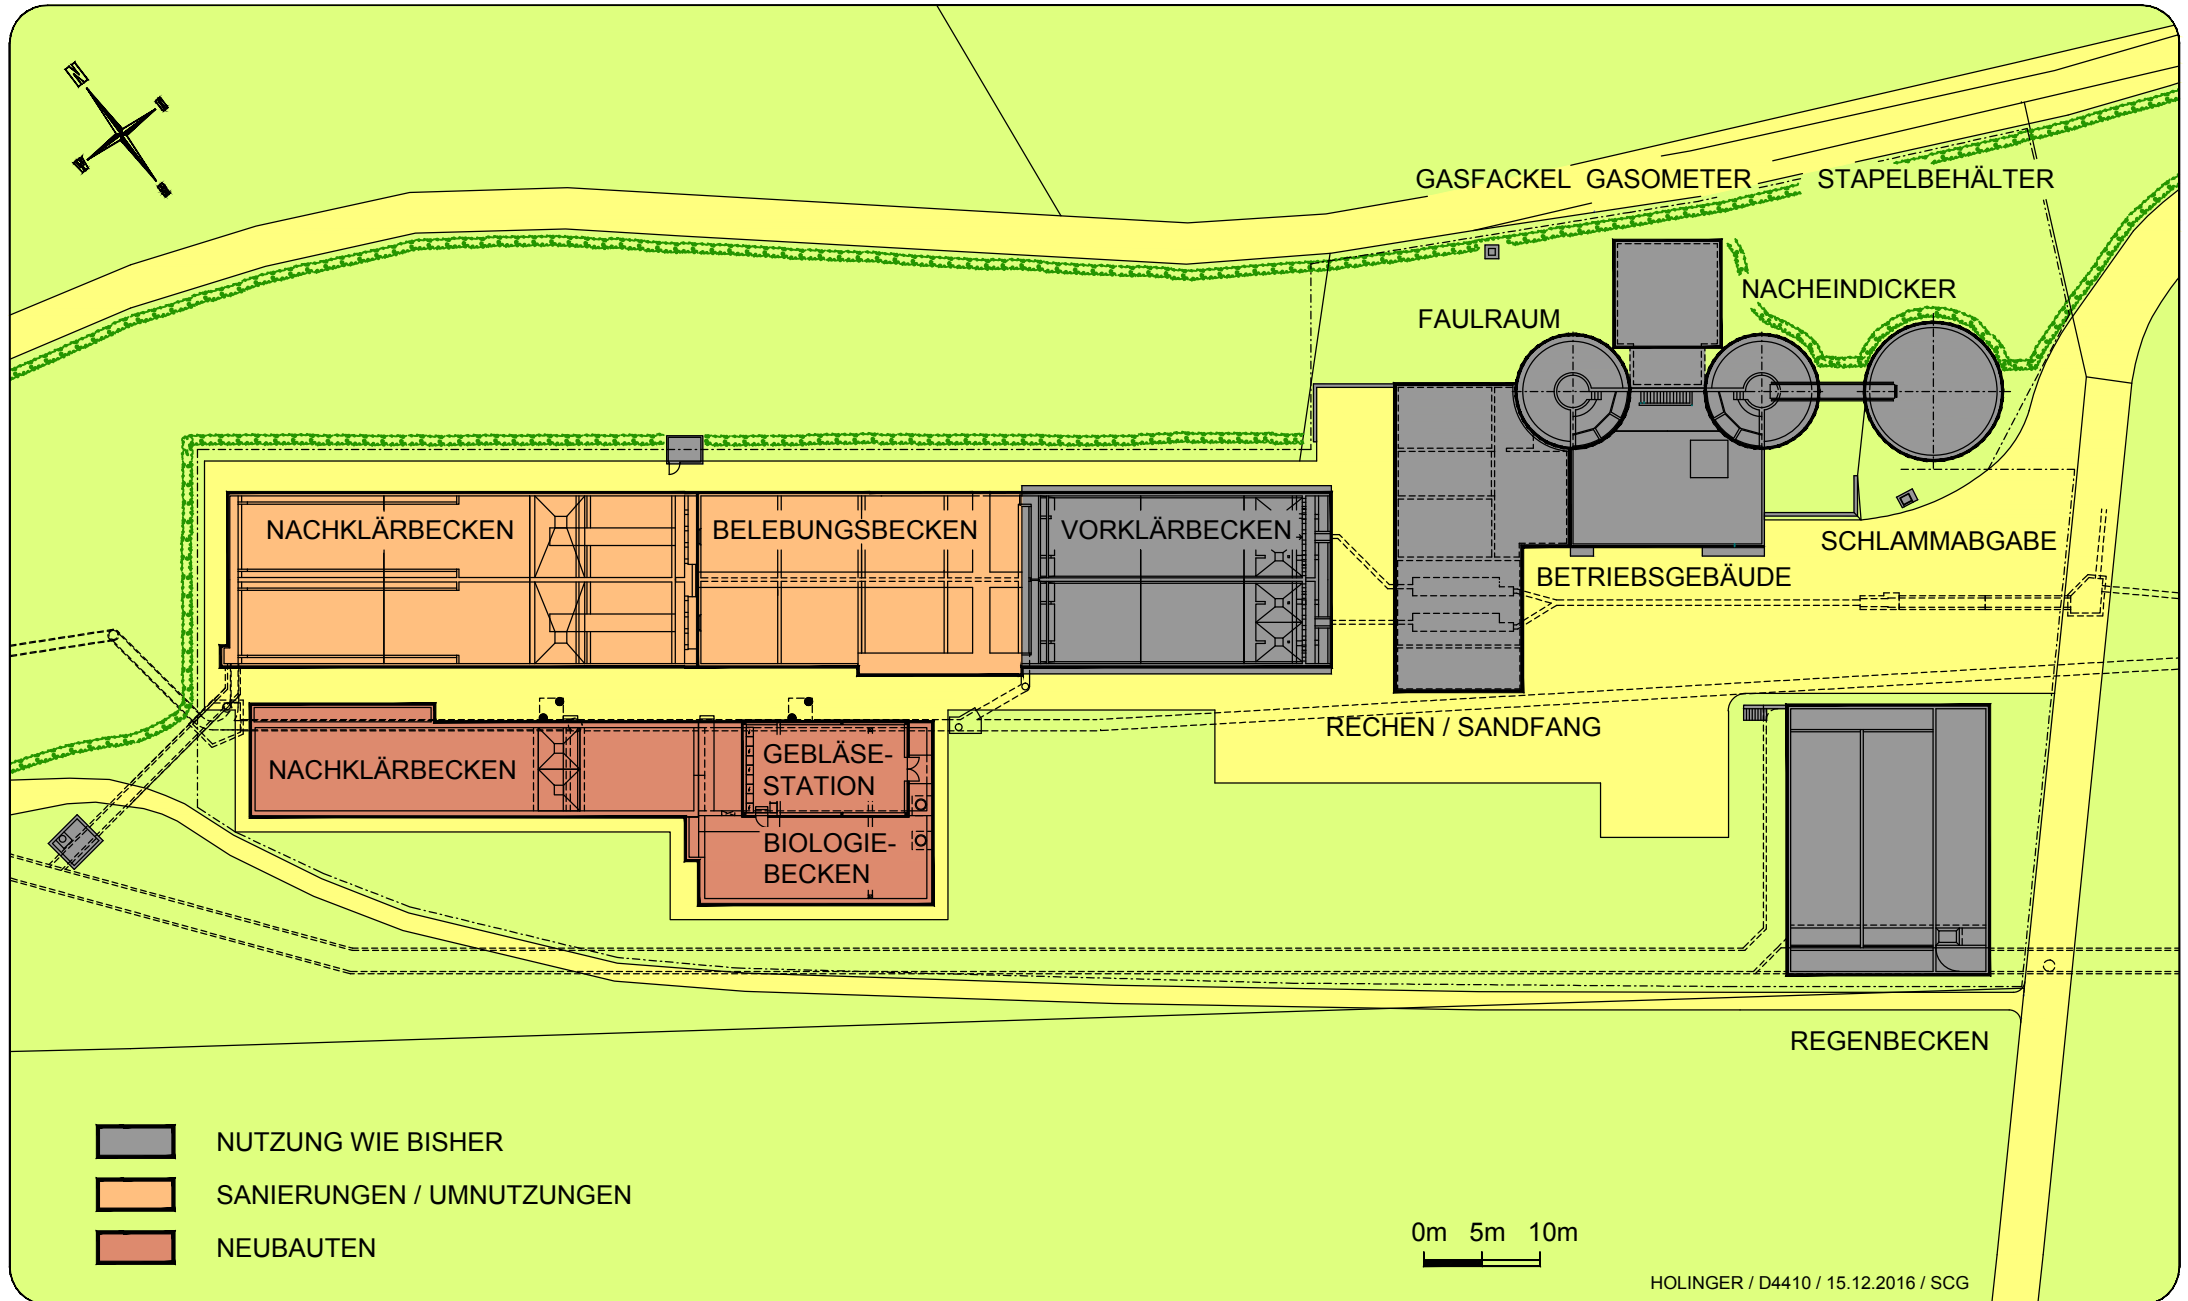 GASFACKEL GASOMETER STAPELBEHÄLTER
NACHEINDICKER
FAULRAUM
NACHKLÄRBECKEN BELEBUNGSBECKEN VORKLÄRBECKEN
SCHLAMMABGABE
BETRIEBSGEBÄUDE
RECHEN / SANDFANG
NACHKLÄRBECKEN
GEBLÄSE-
STATION
BIOLOGIE-
BECKEN
REGENBECKEN
NUTZUNG WIE BISHER
SANIERUNGEN / UMNUTZUNGEN
NEUBAUTEN
0m 5m 10m
HOLINGER / D4410 / 15.12.2016 / SCG